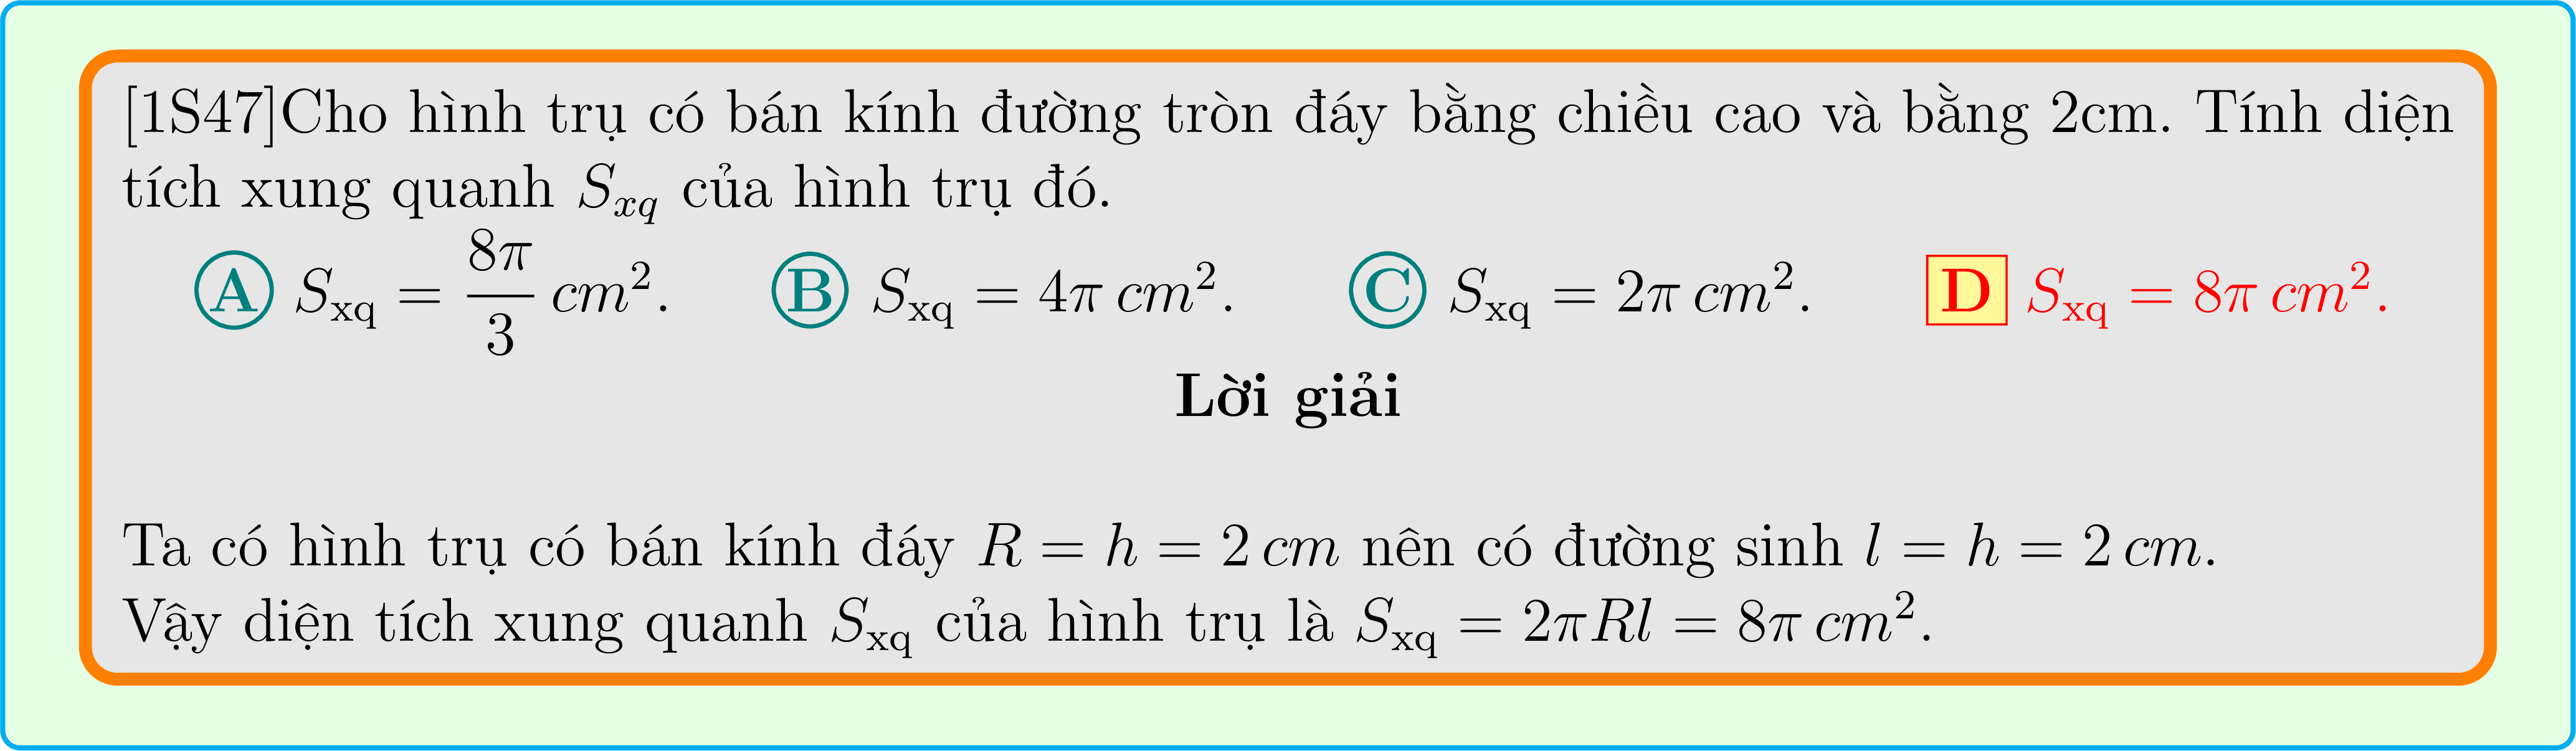 [1S47]Cho hình trụ có bán kính đường tròn đáy bằng chiều cao và bằng 2cm. Tính diện
tích xung quanh $S_{xq}$ của hình trụ đó.
A $S_{\text{xq}} = \dfrac{8\pi}{3}\,cm^2$. B $S_{\text{xq}} = 4\pi\,cm^2$. C $S_{\text{xq}} = 2\pi\,cm^2$. D $S_{\text{xq}} = 8\pi\,cm^2$.
Lời giải
Ta có hình trụ có bán kính đáy $R = h = 2\,cm$ nên có đường sinh $l = h = 2\,cm$.
Vậy diện tích xung quanh $S_{\text{xq}}$ của hình trụ là $S_{\text{xq}} = 2\pi Rl = 8\pi\,cm^2$.